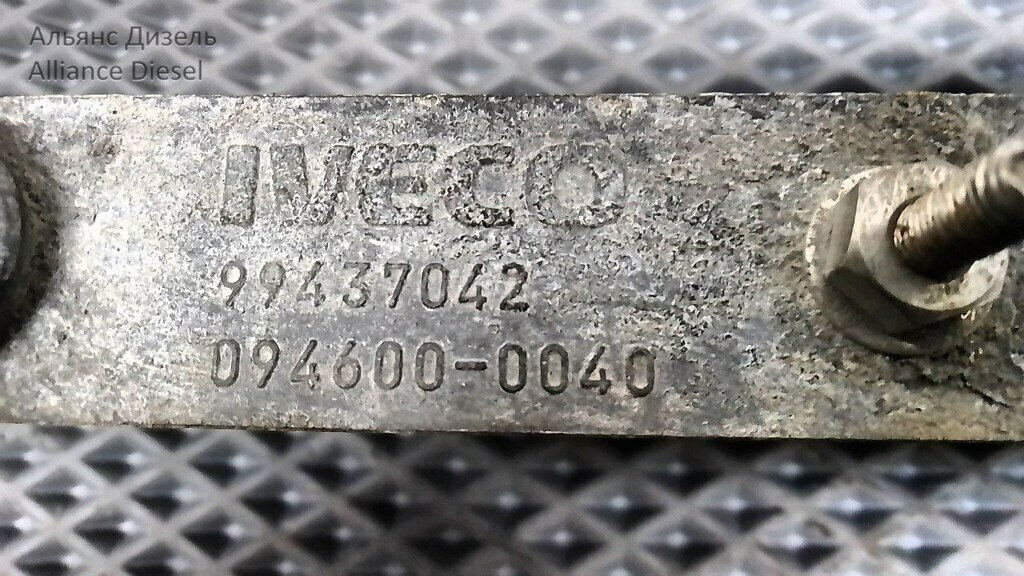 Альянс Дизель
Alliance Diesel
IVECO
99437042
094600-0040